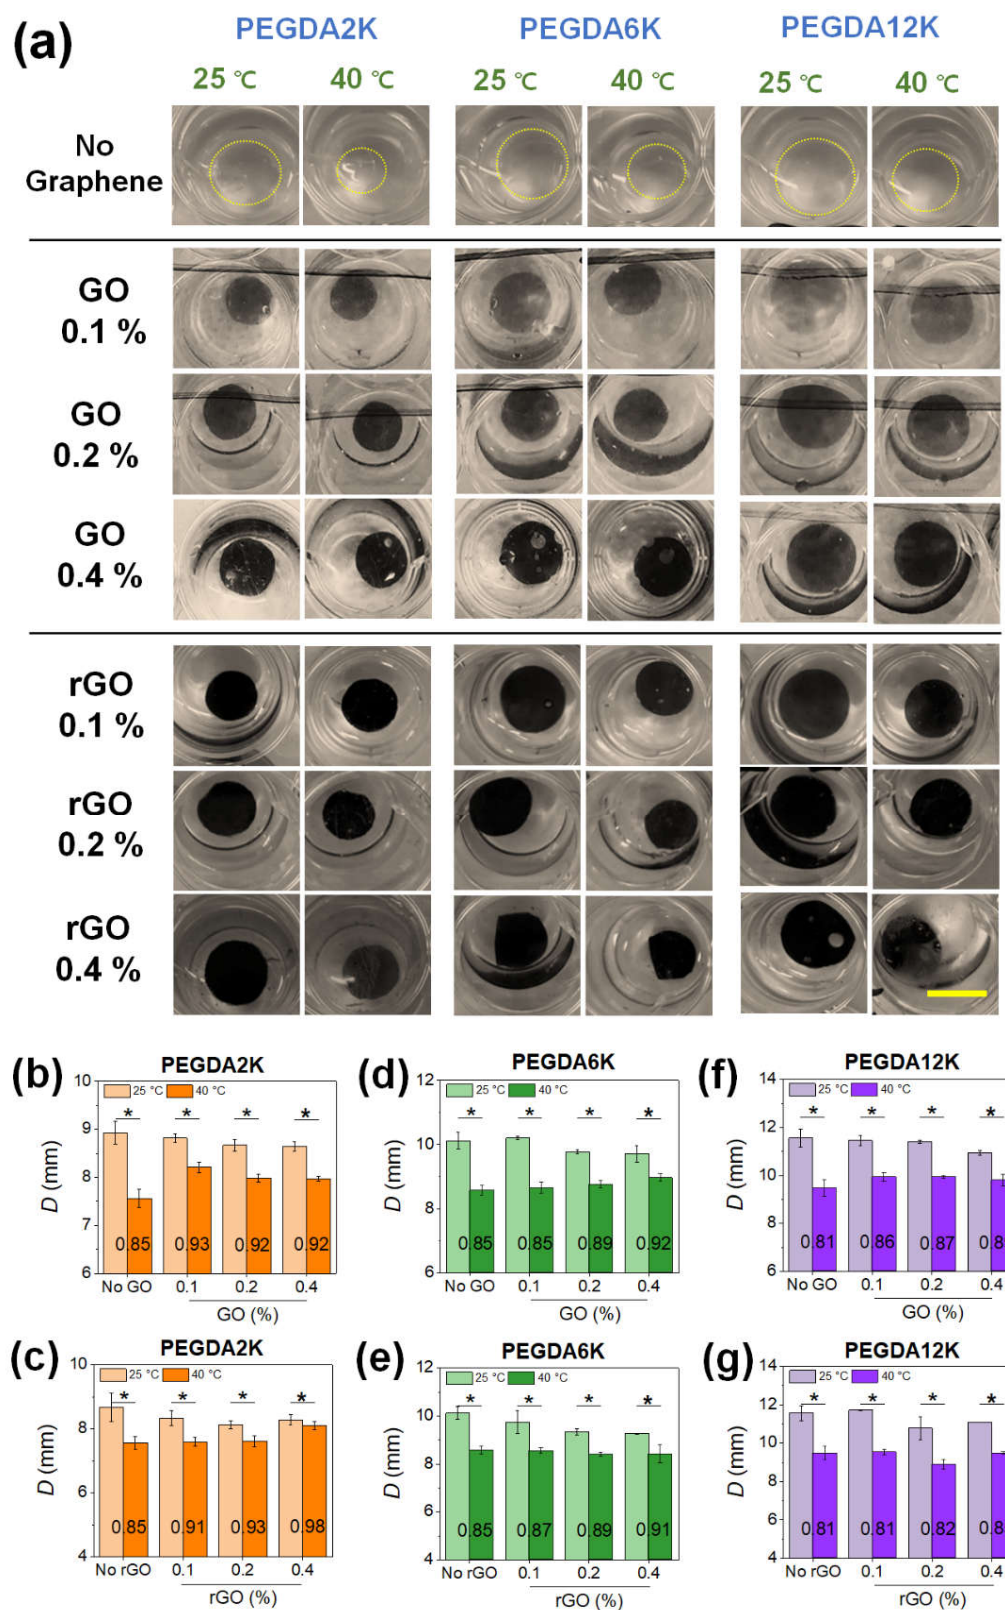 (a)
PEGDA2K PEGDA6K PEGDA12K
25 ℃ 40 ℃ 25 ℃ 40 ℃ 25 ℃ 40 ℃
No
Graphene
GO
0.1 %
GO
0.2 %
GO
0.4 %
rGO
0.1 %
rGO
0.2 %
rGO
0.4 %
(b)
PEGDA2K
25 °C 40 °C
D (mm)
10
9
8
7
6
* * * *
0.85 0.93 0.92 0.92
No GO 0.1 0.2 0.4
GO (%)
(d)
PEGDA6K
25 °C 40 °C
D (mm)
12
10
8
6
* * * *
0.85 0.85 0.89 0.92
No GO 0.1 0.2 0.4
GO (%)
(f)
PEGDA12K
25 °C 40 °C
D (mm)
14
12
10
8
6
* * * *
0.81 0.86 0.87
No GO 0.1 0.2 0.4
GO (%)
(c)
PEGDA2K
25 °C 40 °C
D (mm)
10
8
6
4
* * * *
0.85 0.91 0.93 0.98
No rGO 0.1 0.2 0.4
rGO (%)
(e)
PEGDA6K
25 °C 40 °C
D (mm)
12
10
8
6
4
* * * *
0.85 0.87 0.89 0.91
No rGO 0.1 0.2 0.4
rGO (%)
(g)
PEGDA12K
25 °C 40 °C
D (mm)
14
12
10
8
6
4
* * * *
0.81 0.81 0.82
No rGO 0.1 0.2 0.4
rGO (%)